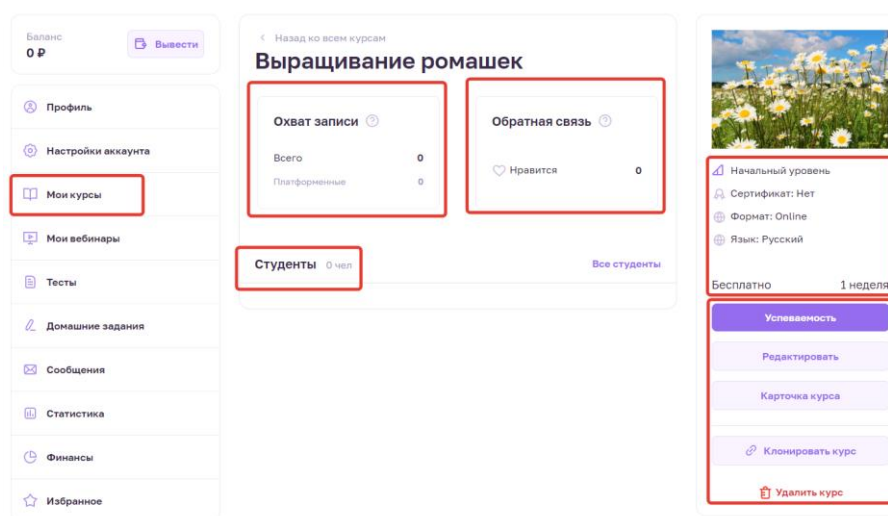 Баланс
0 ₽
Вывести
Профиль
Настройки аккаунта
Мои курсы
Мои вебинары
Тесты
Домашние задания
Сообщения
Статистика
Финансы
Избранное
Назад ко всем курсам
Выращивание ромашек
Охват записи ?
Всего 0
Платформенные 0
Обратная связь ?
Нравится 0
Студенты 0 чел
Все студенты
Начальный уровень
Сертификат: Нет
Формат: Online
Язык: Русский
Бесплатно 1 неделя
Успеваемость
Редактировать
Карточка курса
Клонировать курс
Удалить курс